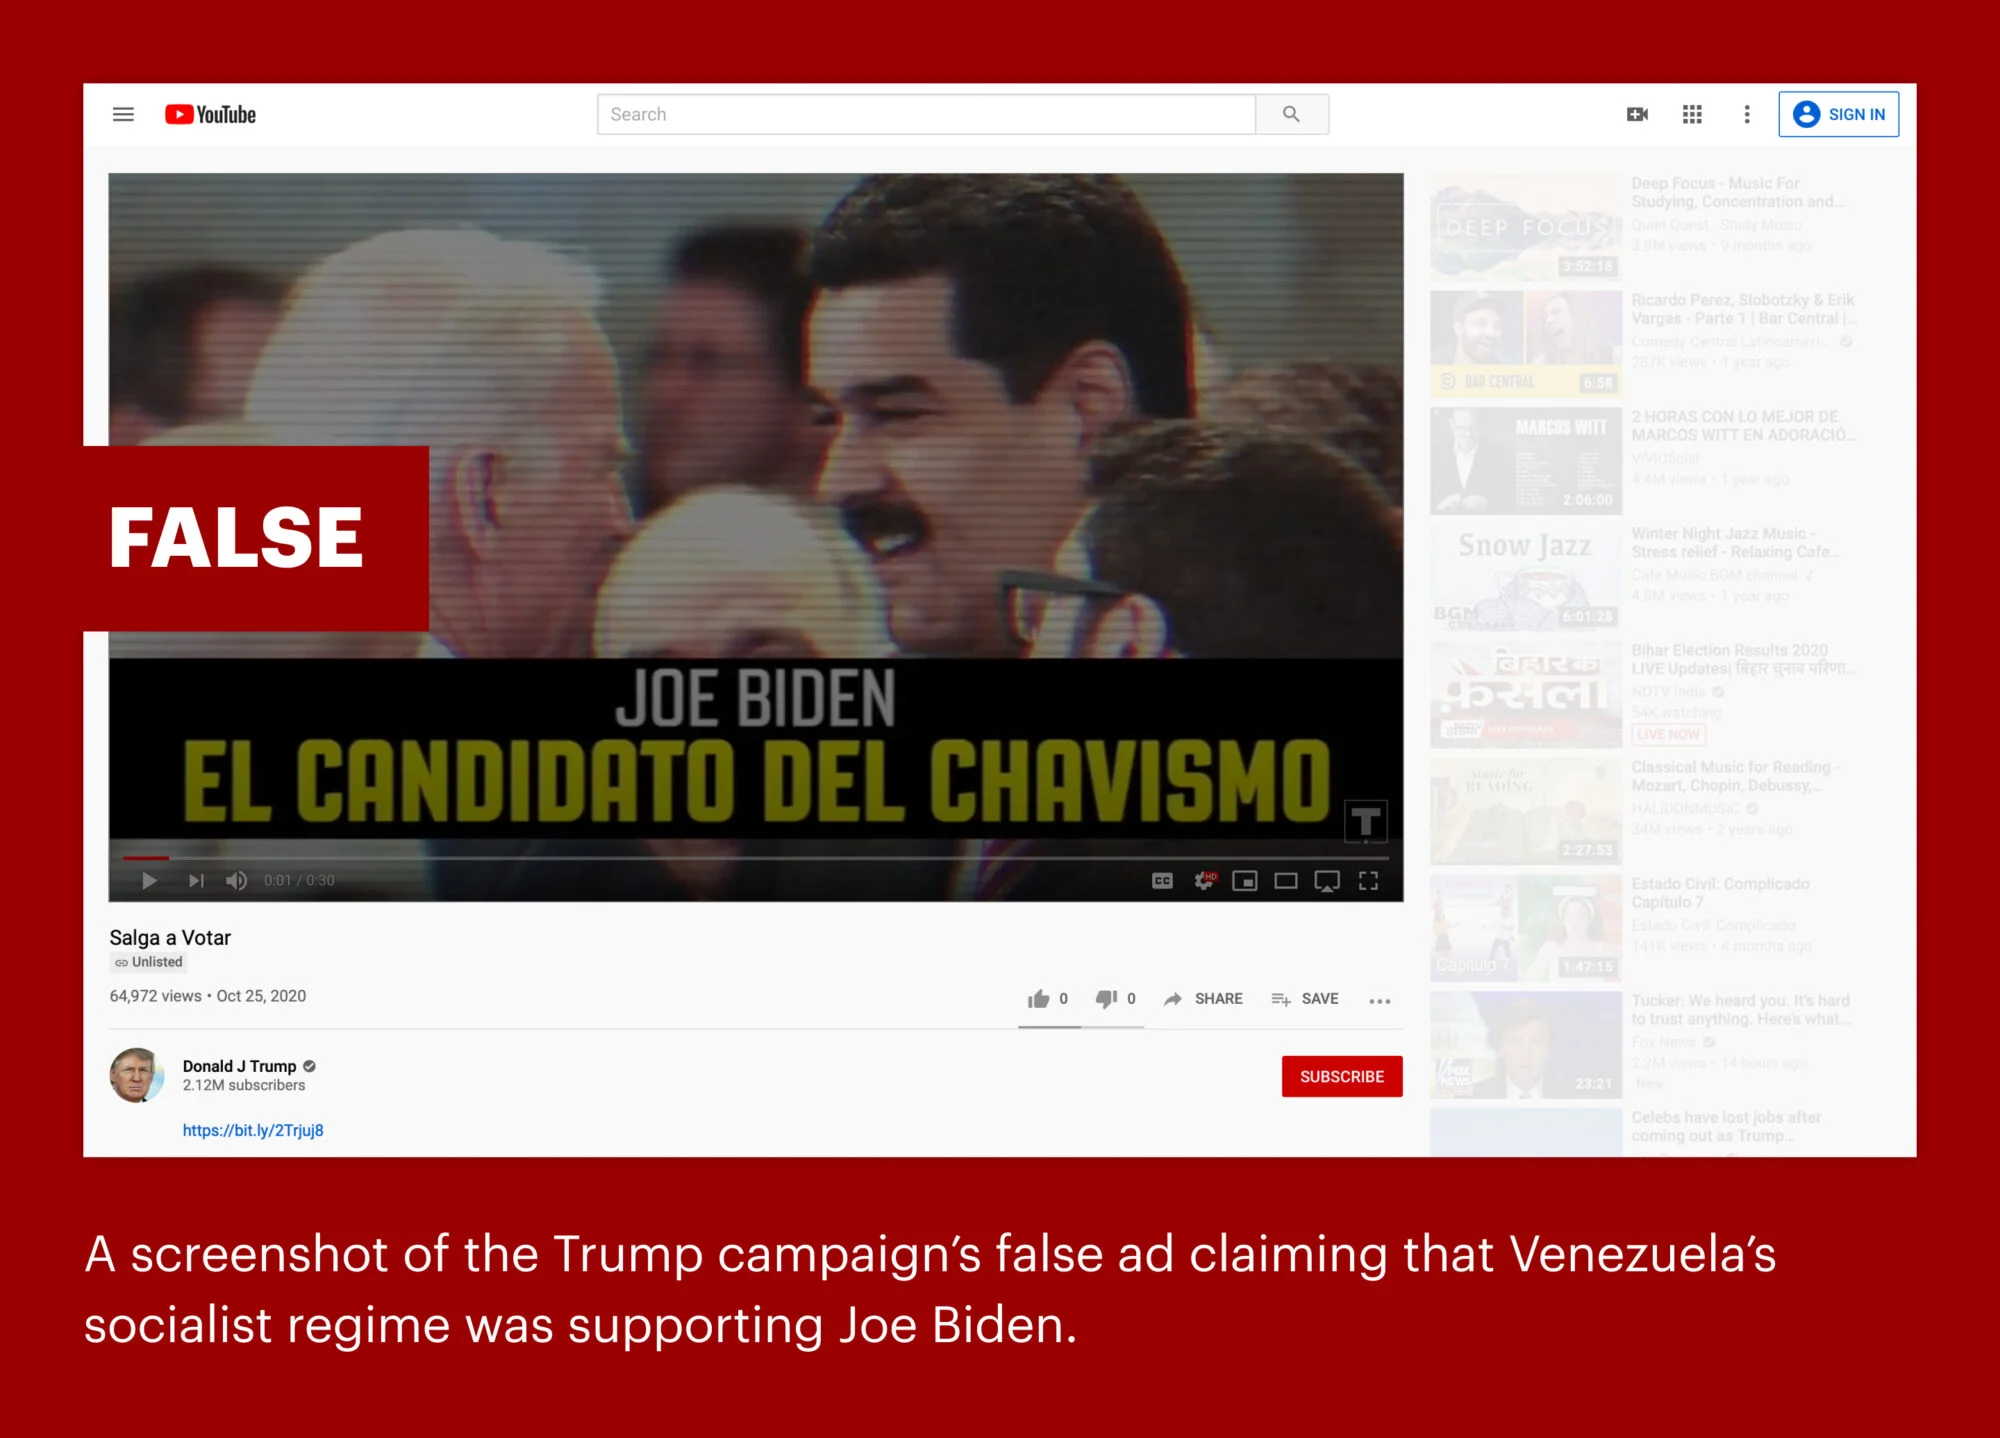 YouTube
Search
SIGN IN
FALSE
JOE BIDEN
EL CANDIDATO DEL CHAVISMO
T
0:01 / 0:30
CC
HD
Salga a Votar
Unlisted
64,972 views • Oct 25, 2020
0
0
SHARE
SAVE
Donald J Trump
2.12M subscribers
SUBSCRIBE
https://bit.ly/2Trjuj8
DEEP FOCUS
3:52:18
Deep Focus - Music For
Studying, Concentration and...
Quiet Quest - Study Music
3.8M views • 9 months ago
BAR CENTRAL
6:58
Ricardo Perez, Slobotzky & Erik
Vargas - Parte 1 | Bar Central |...
Comedy Central Latinoaméri...
287K views • 1 year ago
MARCOS WITT
2:06:00
2 HORAS CON LO MEJOR DE
MARCOS WITT EN ADORACIÓ...
VIVIOficial
4.4M views • 1 year ago
Snow Jazz
BGM
6:01:28
Winter Night Jazz Music -
Stress relief - Relaxing Cafe...
Cafe Music BGM channel
4.8M views • 1 year ago
बिहार के
फ़ैसला
Bihar Election Results 2020
LIVE Updates| बिहार चुनाव परिणा...
NDTV India
54K watching
LIVE NOW
Music for
READING
2:27:53
Classical Music for Reading -
Mozart, Chopin, Debussy,...
HALIDONMUSIC
34M views • 2 years ago
Capítulo 7
1:47:15
Estado Civil: Complicado
Capítulo 7
Estado Civil: Complicado
141K views • 4 months ago
FOX
NEWS
23:21
Tucker: We heard you. It's hard
to trust anything. Here's what...
Fox News
2.2M views • 14 hours ago
New
Celebs have lost jobs after
coming out as Trump...
A screenshot of the Trump campaign's false ad claiming that Venezuela's
socialist regime was supporting Joe Biden.